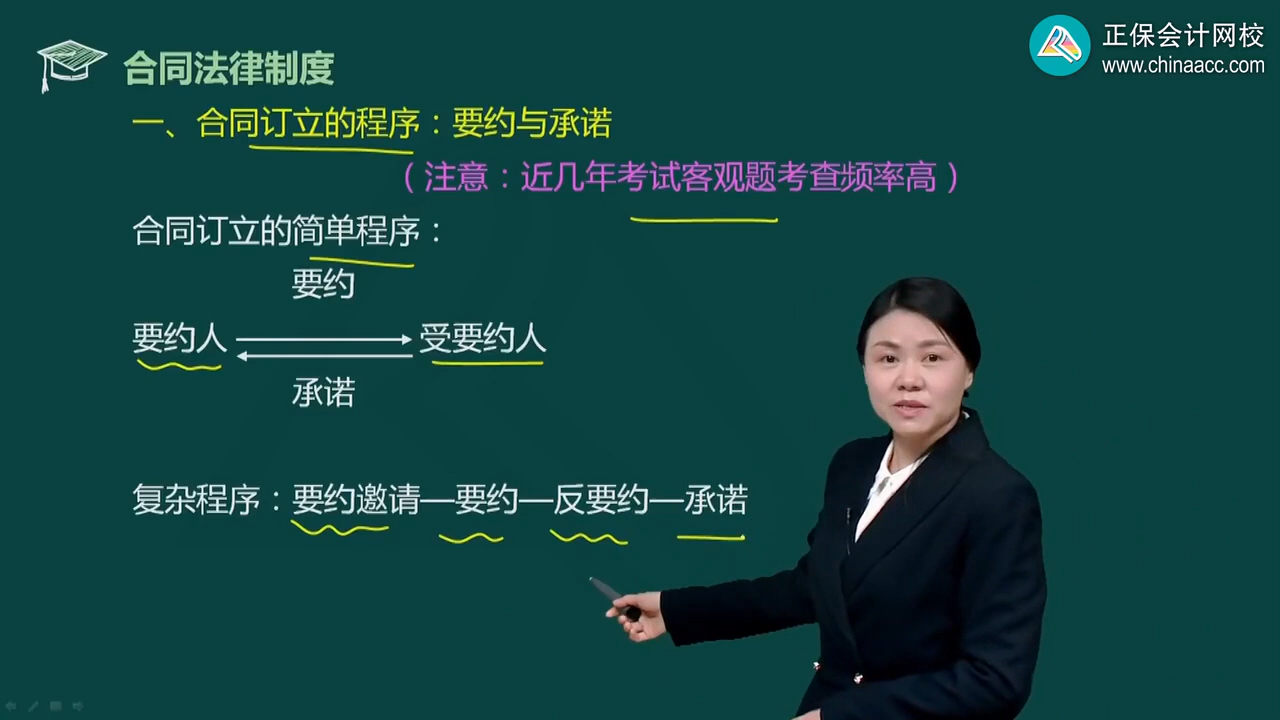 正保会计网校
www.chinaacc.com
合同法律制度
一、合同订立的程序：要约与承诺
（注意：近几年考试客观题考查频率高）
合同订立的简单程序：
要约
要约人 受要约人
承诺
复杂程序：要约邀请—要约—反要约—承诺